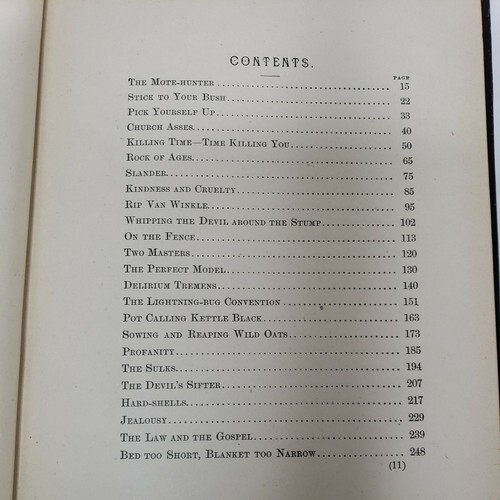 CONTENTS.
PAGE
THE MOTE-HUNTER 15
STICK TO YOUR BUSH 22
PICK YOURSELF UP 33
CHURCH ASSES. 40
KILLING TIME—TIME KILLING YOU 50
ROCK OF AGES. 65
SLANDER. 75
KINDNESS AND CRUELTY 85
RIP VAN WINKLE. 95
WHIPPING THE DEVIL AROUND THE STUMP 102
ON THE FENCE 113
TWO MASTERS 120
THE PERFECT MODEL 130
DELIRIUM TREMENS 140
THE LIGHTNING-BUG CONVENTION 151
POT CALLING KETTLE BLACK 163
SOWING AND REAPING WILD OATS 173
PROFANITY 185
THE SULKS 194
THE DEVIL'S SIFTER 207
HARD-SHELLS 217
JEALOUSY 229
THE LAW AND THE GOSPEL 239
BED TOO SHORT, BLANKET TOO NARROW 248
(11)